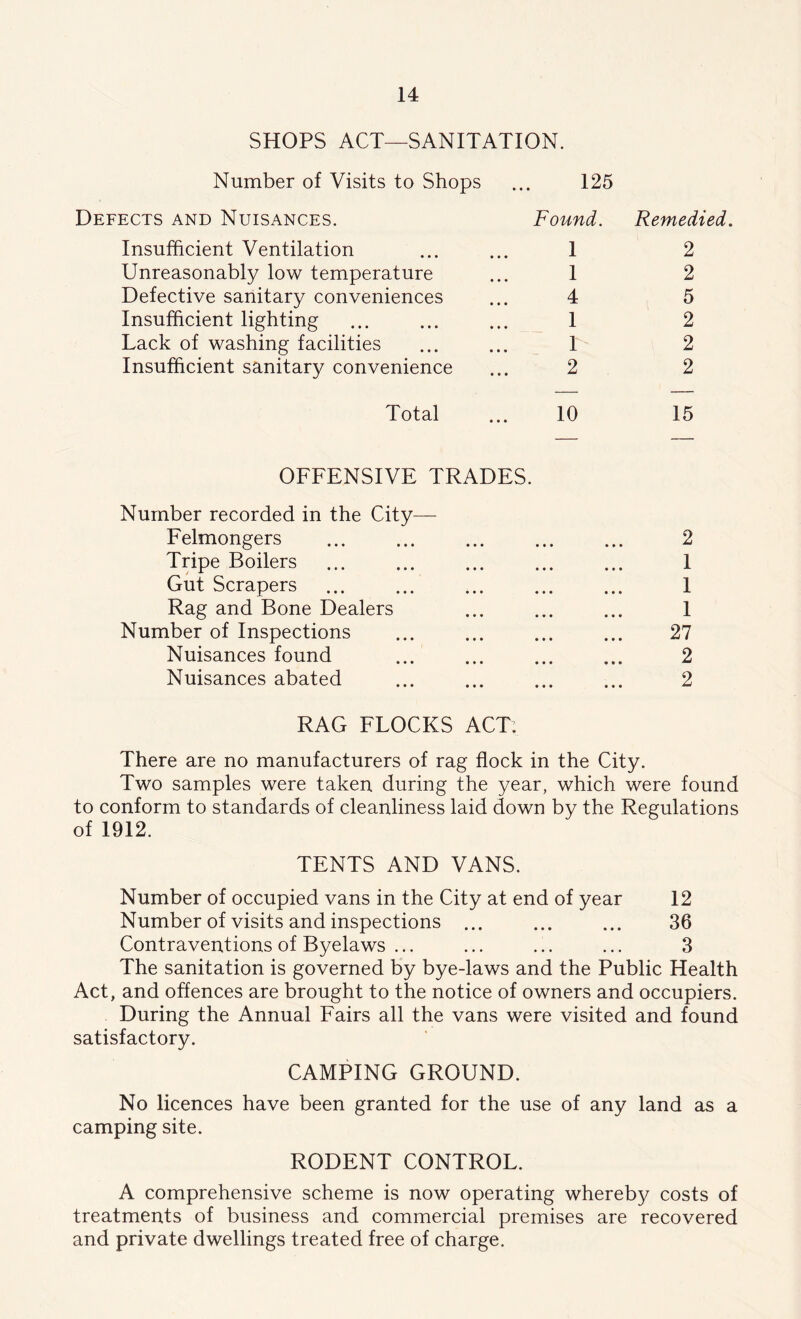 14
SHOPS ACT—SANITATION.
Number of Visits to Shops ... 125
Defects and Nuisances. Found. Remedied.
Insufficient Ventilation ... ... 1 2
Unreasonably low temperature ... 1 2
Defective sanitary conveniences ... 4 5
Insufficient lighting ... ... ... 1 2
Lack of washing facilities ... ... 1 2
Insufficient sanitary convenience ... 2 2
Total ... 10 15
OFFENSIVE TRADES.
Number recorded in the City—
Felmongers ... ... ... ... ... 2
Tripe Boilers ... ... ... ... ... 1
Gut Scrapers ... ... ... ... ... 1
Rag and Bone Dealers ... ... ... 1
Number of Inspections ... ... ... ... 27
Nuisances found ... ... ... ... 2
Nuisances abated ... ... ... ... 2
RAG FLOCKS ACT.
There are no manufacturers of rag flock in the City.
Two samples were taken during the year, which were found
to conform to standards of cleanliness laid down by the Regulations
of 1912.
TENTS AND VANS.
Number of occupied vans in the City at end of year 12
Number of visits and inspections ... ... ... 36
Contraventions of Byelaws ... ... ... ... 3
The sanitation is governed by bye-laws and the Public Health
Act, and offences are brought to the notice of owners and occupiers.
During the Annual Fairs all the vans were visited and found
satisfactory.
CAMPING GROUND.
No licences have been granted for the use of any land as a
camping site.
RODENT CONTROL.
A comprehensive scheme is now operating whereby costs of
treatments of business and commercial premises are recovered
and private dwellings treated free of charge.